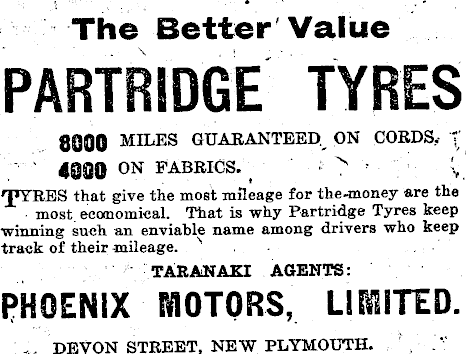 The Better Value
PARTRIDGE TYRES
8000 MILES GUARANTEED ON CORDS.
4000 ON FABRICS.
TYRES that give the most mileage for the money are the
most economical. That is why Partridge Tyres keep
winning such an enviable name among drivers who keep
track of their mileage.
TARANAKI AGENTS:
PHOENIX MOTORS, LIMITED.
DEVON STREET, NEW PLYMOUTH.